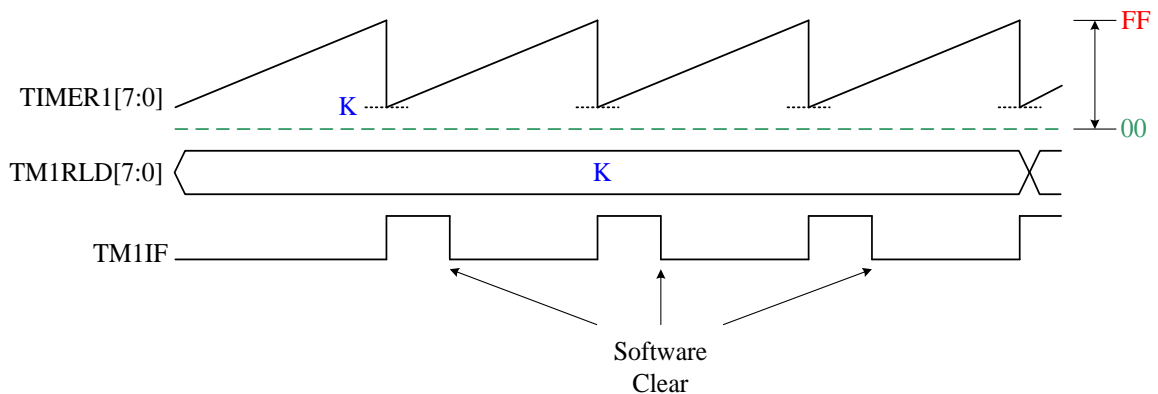 FF
TIMER1[7:0]
K
00
TM1RLD[7:0]
K
TM1IF
Software
Clear